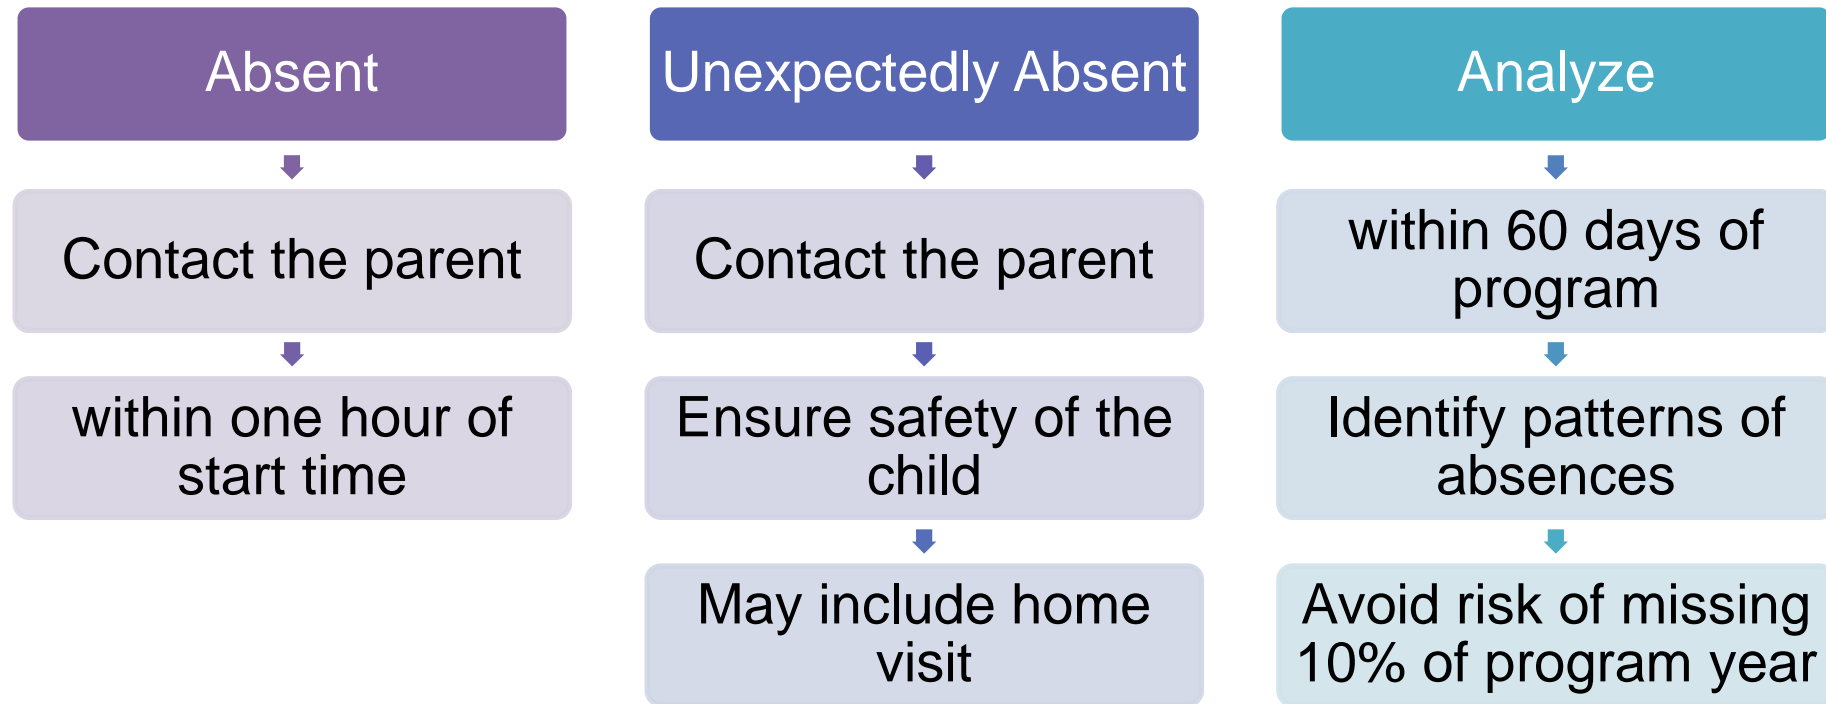 Absent
Contact the parent
within one hour of
start time
Unexpectedly Absent
Contact the parent
Ensure safety of the
child
May include home
visit
Analyze
within 60 days of
program
Identify patterns of
absences
Avoid risk of missing
10% of program year